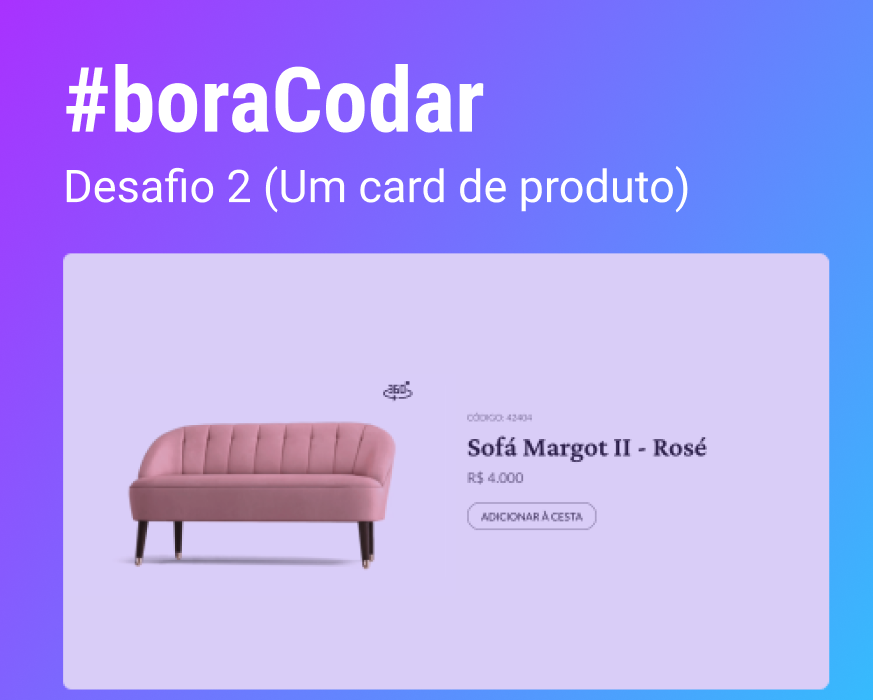 #boraCodar
Desafio 2 (Um card de produto)
360°
CÓDIGO: 42404
Sofá Margot II - Rosé
R$ 4.000
ADICIONAR À CESTA